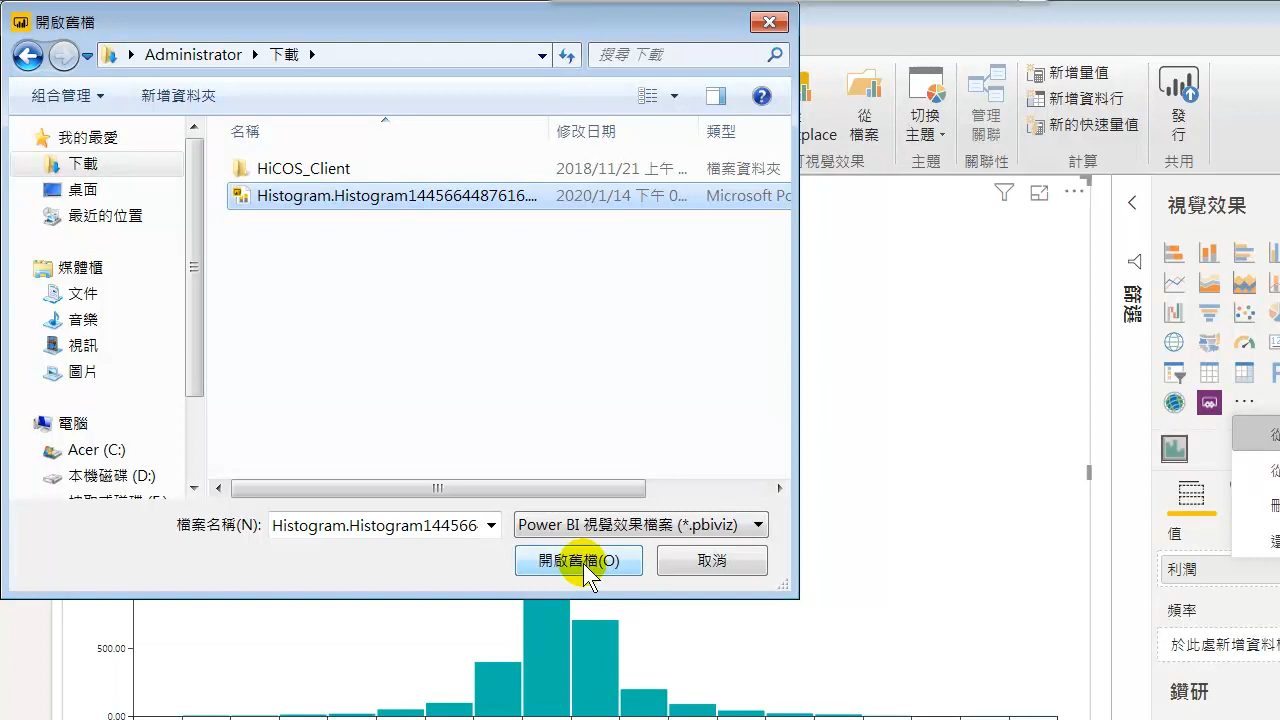 開啟舊檔
Administrator
下載
搜尋 下載
組合管理
新增資料夾
名稱
修改日期
類型
我的最愛
下載
桌面
最近的位置
媒體櫃
文件
音樂
視訊
圖片
電腦
Acer (C:)
本機磁碟 (D:)
HiCOS_Client
2018/11/21 上午 ...
檔案資料夾
Histogram.Histogram1445664487616....
2020/1/14 下午 0...
Microsoft Pc
檔案名稱(N):
Histogram.Histogram144566
Power BI 視覺效果檔案 (*.pbiviz)
開啟舊檔(O)
取消
place
從
檔案
訂視覺效果
切換
主題
主題
管理
關聯
關聯性
新增量值
新增資料行
新的快速量值
計算
發
行
共用
篩選
視覺效果
從
從
刪
還
值
利潤
頻率
於此處新增資料欄
鑽研
500.00
0.00